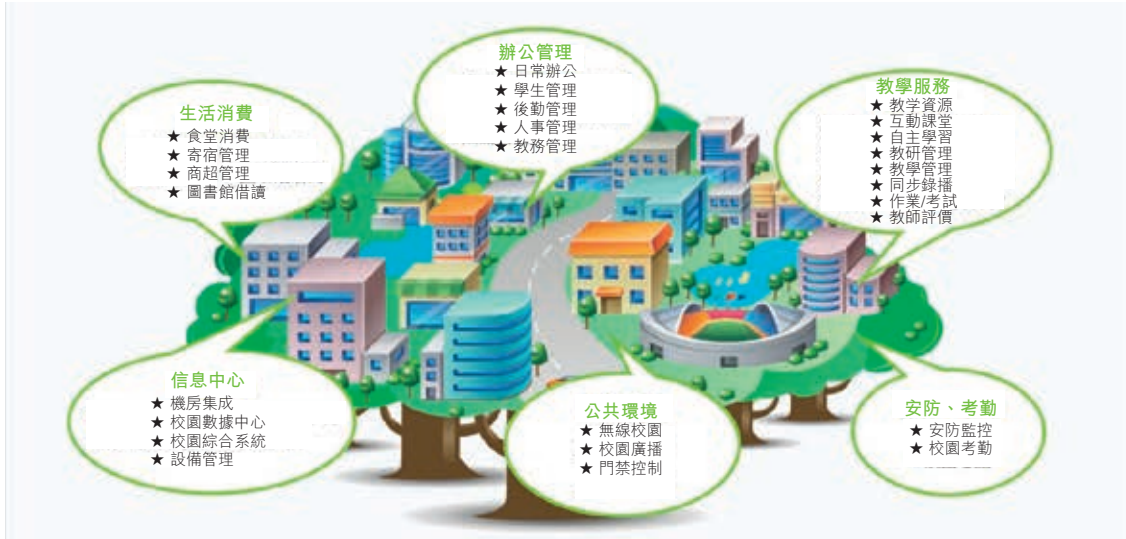 辦公管理
★ 日常辦公
★ 學生管理
★ 後勤管理
★ 人事管理
★ 教務管理
教學服務
★ 教学資源
★ 互動課堂
★ 自主學習
★ 教研管理
★ 教學管理
★ 同步錄播
★ 作業/考試
★ 教師評價
生活消費
★ 食堂消費
★ 寄宿管理
★ 商超管理
★ 圖書館借讀
信息中心
★ 機房集成
★ 校園數據中心
★ 校園綜合系統
★ 設備管理
公共環境
★ 無線校園
★ 校園廣播
★ 門禁控制
安防、考勤
★ 安防監控
★ 校園考勤